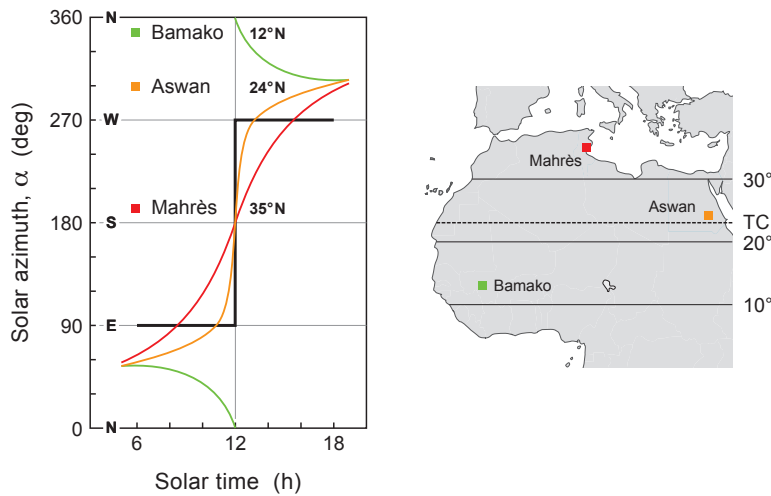 Solar azimuth, α (deg)
360
270
180
90
0
N
W
S
E
N
Bamako
12°N
Aswan
24°N
Mahrès
35°N
6
12
18
Solar time (h)
Mahrès
30°
Aswan
TC
20°
Bamako
10°